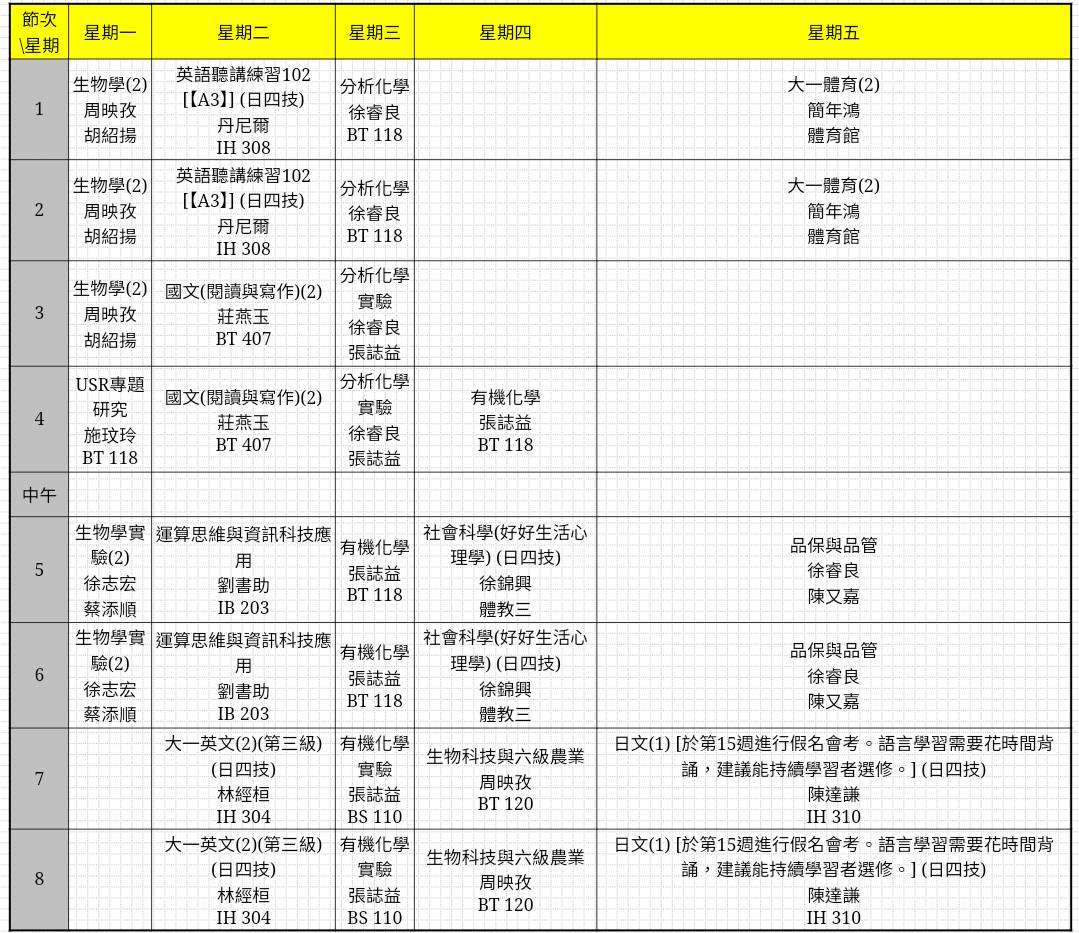 節次
\星期
星期一
星期二
星期三
星期四
星期五
1
生物學(2)
周映孜
胡紹揚
英語聽講練習102
[【A3】] (日四技)
丹尼爾
IH 308
分析化學
徐睿良
BT 118
大一體育(2)
簡年鴻
體育館
2
生物學(2)
周映孜
胡紹揚
英語聽講練習102
[【A3】] (日四技)
丹尼爾
IH 308
分析化學
徐睿良
BT 118
大一體育(2)
簡年鴻
體育館
3
生物學(2)
周映孜
胡紹揚
國文(閱讀與寫作)(2)
莊燕玉
BT 407
分析化學
實驗
徐睿良
張誌益
4
USR專題
研究
施玟玲
BT 118
國文(閱讀與寫作)(2)
莊燕玉
BT 407
分析化學
實驗
徐睿良
張誌益
有機化學
張誌益
BT 118
中午
5
生物學實
驗(2)
徐志宏
蔡添順
運算思維與資訊科技應
用
劉書助
IB 203
有機化學
張誌益
BT 118
社會科學(好好生活心
理學) (日四技)
徐錦興
體教三
品保與品管
徐睿良
陳又嘉
6
生物學實
驗(2)
徐志宏
蔡添順
運算思維與資訊科技應
用
劉書助
IB 203
有機化學
張誌益
BT 118
社會科學(好好生活心
理學) (日四技)
徐錦興
體教三
品保與品管
徐睿良
陳又嘉
7
大一英文(2)(第三級)
(日四技)
林經桓
IH 304
有機化學
實驗
張誌益
BS 110
生物科技與六級農業
周映孜
BT 120
日文(1) [於第15週進行假名會考。語言學習需要花時間背
誦，建議能持續學習者選修。] (日四技)
陳達謙
IH 310
8
大一英文(2)(第三級)
(日四技)
林經桓
IH 304
有機化學
實驗
張誌益
BS 110
生物科技與六級農業
周映孜
BT 120
日文(1) [於第15週進行假名會考。語言學習需要花時間背
誦，建議能持續學習者選修。] (日四技)
陳達謙
IH 310